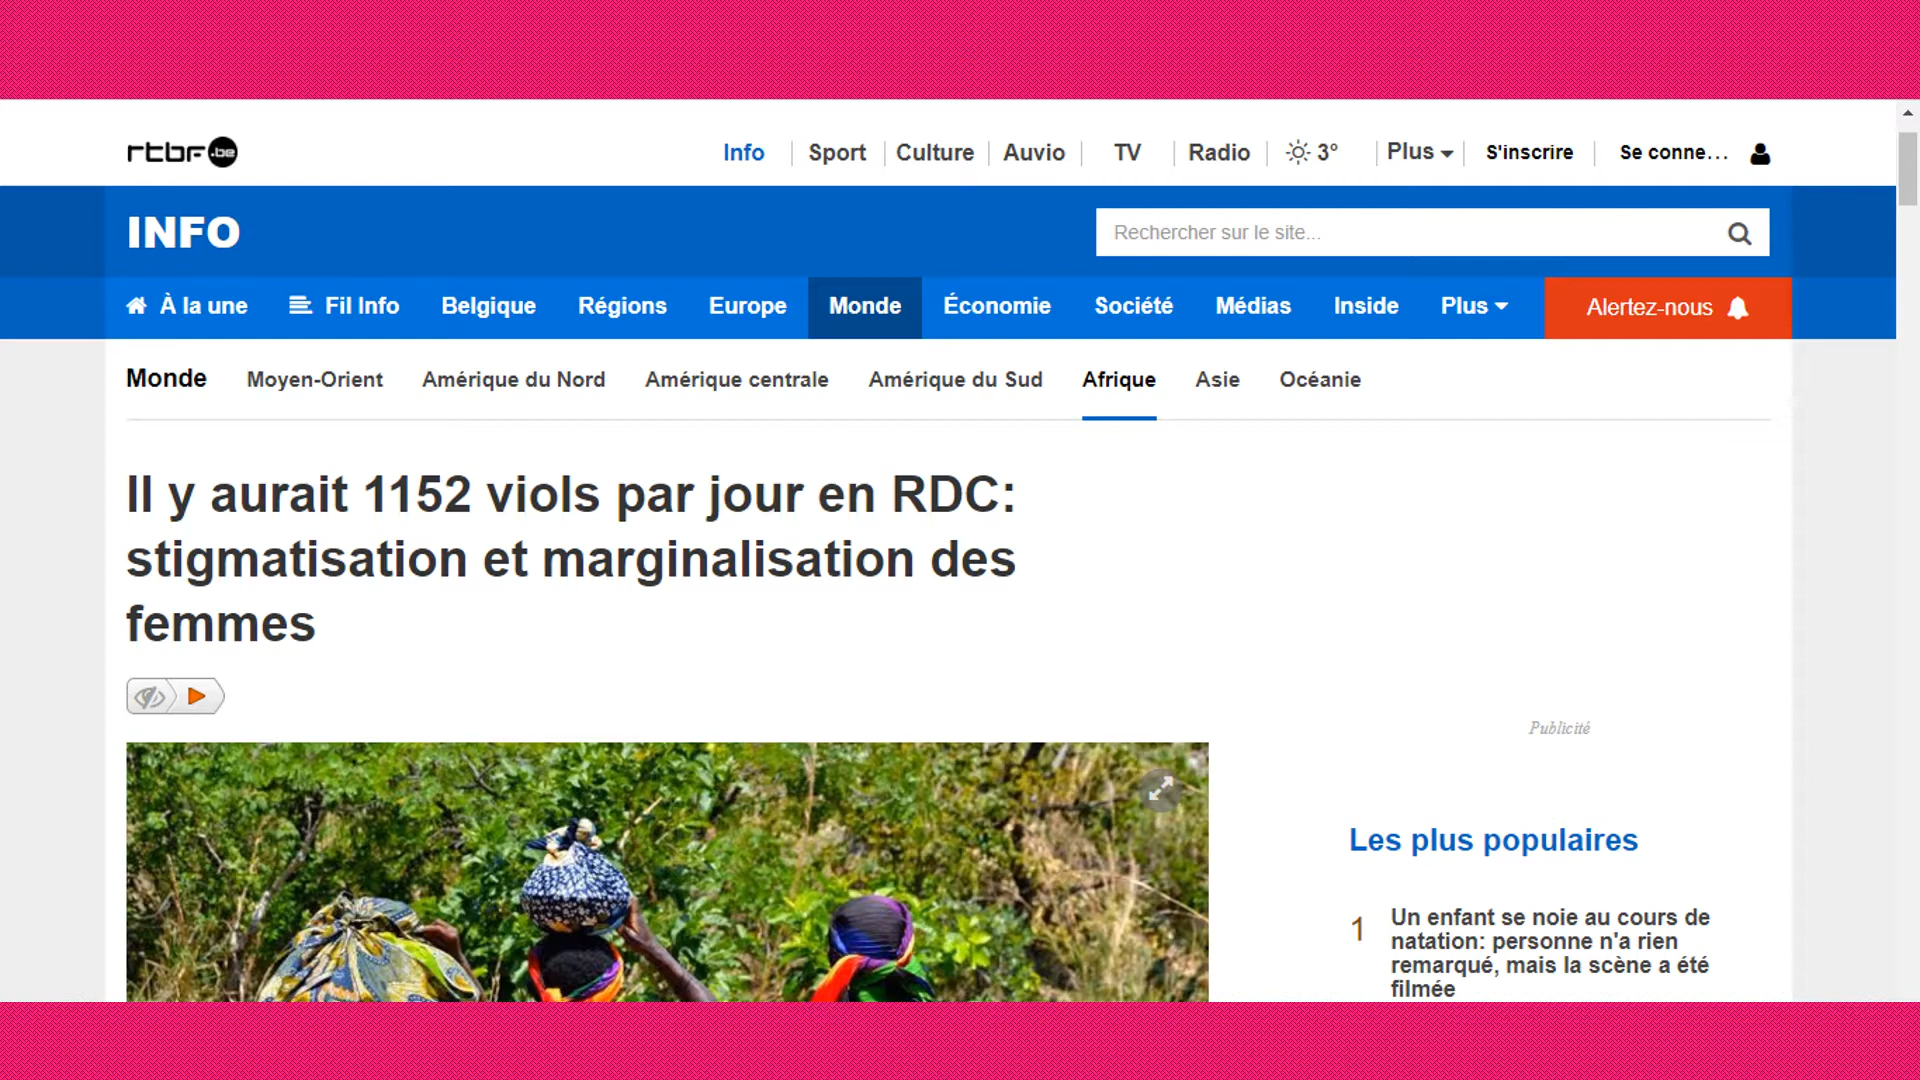 rtbf.be
Info
Sport
Culture
Auvio
TV
Radio
3°
Plus
S'inscrire
Se conne...
INFO
Rechercher sur le site...
À la une
Fil Info
Belgique
Régions
Europe
Monde
Économie
Société
Médias
Inside
Plus
Alertez-nous
Monde
Moyen-Orient
Amérique du Nord
Amérique centrale
Amérique du Sud
Afrique
Asie
Océanie
Il y aurait 1152 viols par jour en RDC:
stigmatisation et marginalisation des
femmes
Publicité
Les plus populaires
1
Un enfant se noie au cours de
natation: personne n'a rien
remarqué, mais la scène a été
filmée